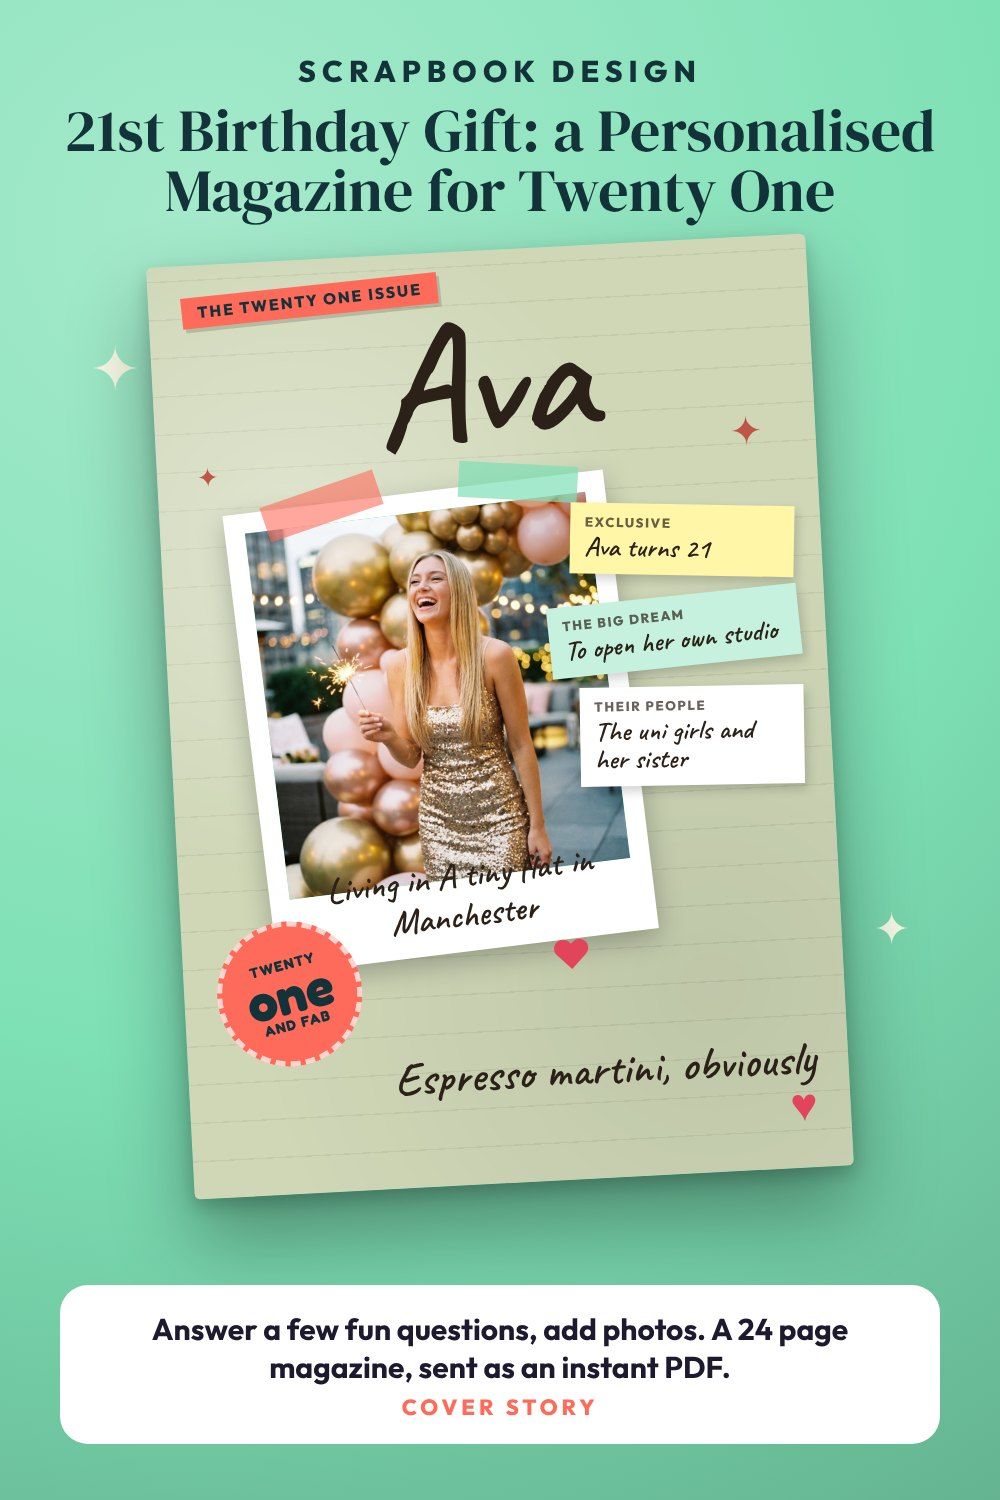 SCRAPBOOK DESIGN
21st Birthday Gift: a Personalised
Magazine for Twenty One
THE TWENTY ONE ISSUE
Ava
EXCLUSIVE
Ava turns 21
THE BIG DREAM
To open her own studio
THEIR PEOPLE
The uni girls and
her sister
Living in A tiny flat in
Manchester
TWENTY
one
AND FAB
Espresso martini, obviously
Answer a few fun questions, add photos. A 24 page
magazine, sent as an instant PDF.
COVER STORY